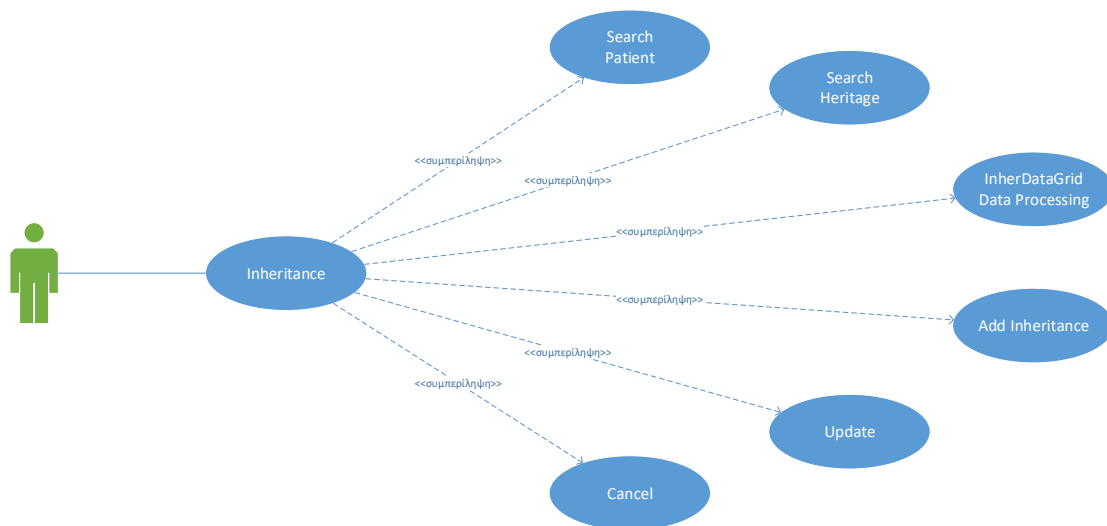 Search
Patient
Search
Heritage
<<συμπερίληψη>>
<<συμπερίληψη>>
InherDataGrid
Data Processing
<<συμπερίληψη>>
Inheritance
<<συμπερίληψη>>
Add Inheritance
<<συμπερίληψη>>
<<συμπερίληψη>>
Update
Cancel